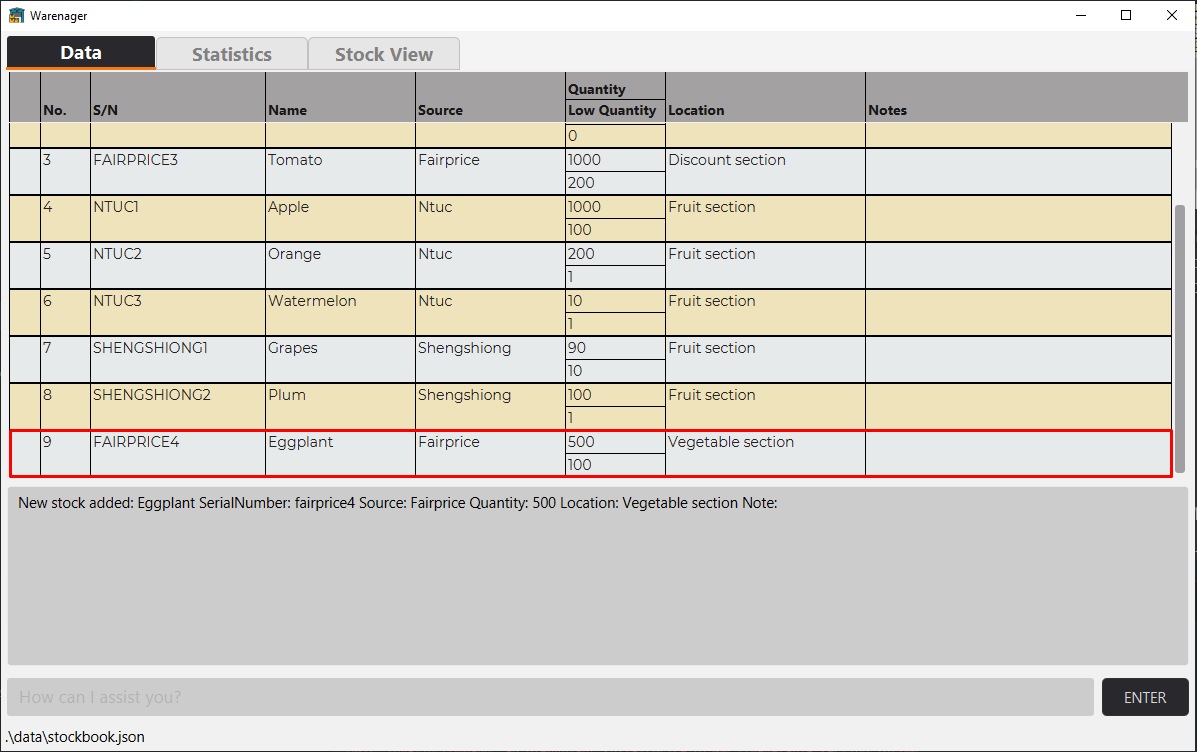 Warenager
Data Statistics Stock View
No. S/N Name Source Quantity Low Quantity Location Notes
0
3 FAIRPRICE3 Tomato Fairprice 1000 Discount section
200
4 NTUC1 Apple Ntuc 1000 Fruit section
100
5 NTUC2 Orange Ntuc 200 Fruit section
1
6 NTUC3 Watermelon Ntuc 10 Fruit section
1
7 SHENGSHIONG1 Grapes Shengshiong 90 Fruit section
10
8 SHENGSHIONG2 Plum Shengshiong 100 Fruit section
1
9 FAIRPRICE4 Eggplant Fairprice 500 Vegetable section
100
New stock added: Eggplant SerialNumber: fairprice4 Source: Fairprice Quantity: 500 Location: Vegetable section Note:
How can I assist you?
ENTER
.\data\stockbook.json